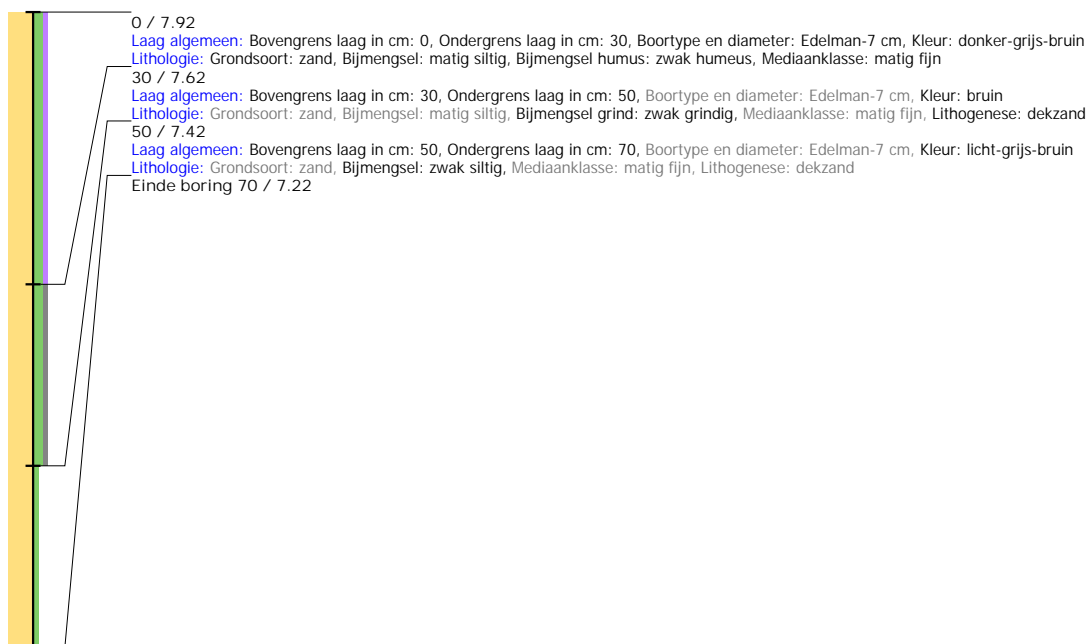 0 / 7.92
Laag algemeen: Bovengrens laag in cm: 0, Ondergrens laag in cm: 30, Boortype en diameter: Edelman-7 cm, Kleur: donker-grijs-bruin
Lithologie: Grondsoort: zand, Bijmengsel: matig siltig, Bijmengsel humus: zwak humeus, Mediaanklasse: matig fijn
30 / 7.62
Laag algemeen: Bovengrens laag in cm: 30, Ondergrens laag in cm: 50, Boortype en diameter: Edelman-7 cm, Kleur: bruin
Lithologie: Grondsoort: zand, Bijmengsel: matig siltig, Bijmengsel grind: zwak grindig, Mediaanklasse: matig fijn, Lithogenese: dekzand
50 / 7.42
Laag algemeen: Bovengrens laag in cm: 50, Ondergrens laag in cm: 70, Boortype en diameter: Edelman-7 cm, Kleur: licht-grijs-bruin
Lithologie: Grondsoort: zand, Bijmengsel: zwak siltig, Mediaanklasse: matig fijn, Lithogenese: dekzand
Einde boring 70 / 7.22